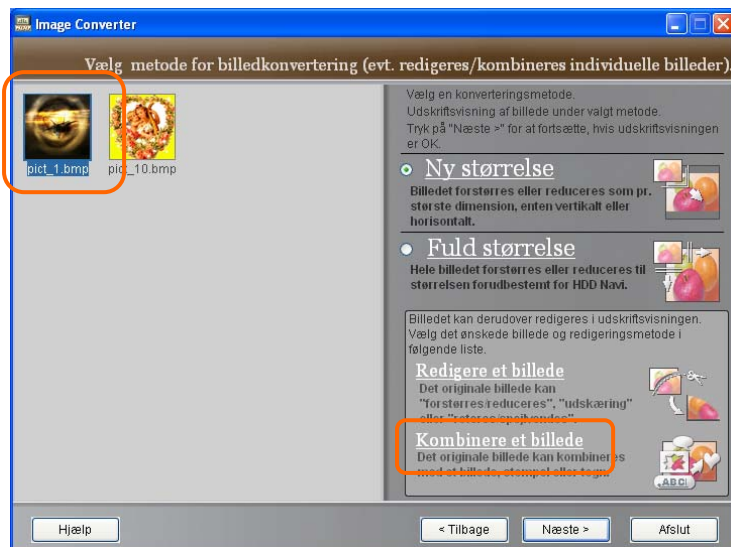 Image Converter
Vælg metode for billedkonvertering (evt. redigeres/kombineres individuelle billeder).
pict_1.bmp
pict_10.bmp
Vælg en konverteringsmetode.
Udskriftsvisning af billede under valgt metode.
Tryk på "Næste >" for at fortsætte, hvis udskriftsvisningen
er OK.
Ny størrelse
Billedet forstørres eller reduceres som pr.
største dimension, enten vertikalt eller
horisontalt.
Fuld størrelse
Hele billedet forstørres eller reduceres til
størrelsen forudbestemt for HDD Navi.
Billedet kan derudover redigeres i udskriftsvisningen.
Vælg det ønskede billede og redigeringsmetode i
følgende liste.
Redigere et billede
Det originale billede kan
"forstørres/reduceres", "udskæring"
eller "roteres/spejlvendes".
Kombinere et billede
Det originale billede kan kombineres
med et billede, stempel eller tegn.
ABC
Hjælp
< Tilbage
Næste >
Afslut